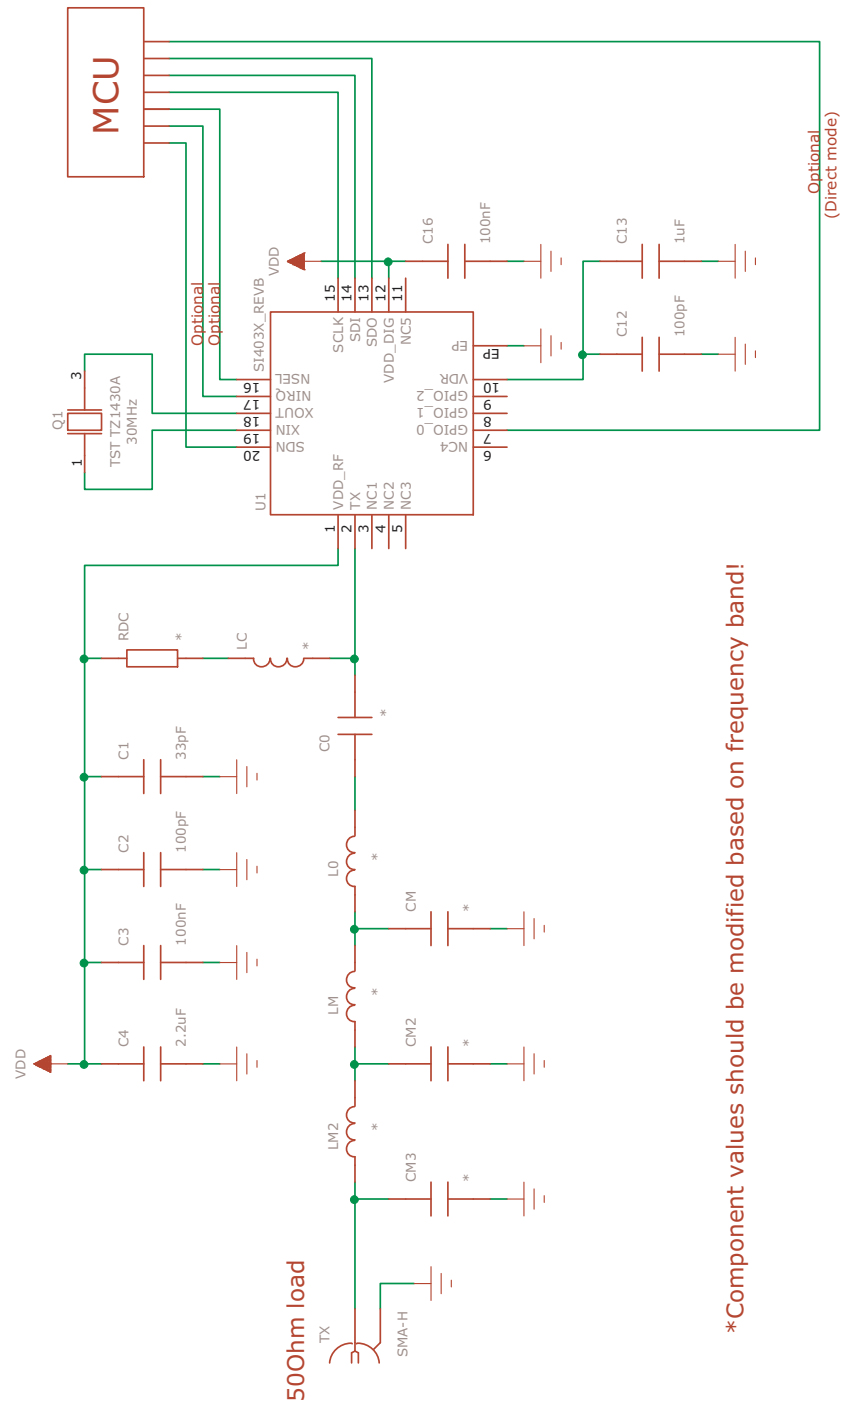 50Ohm load
TX
SMA-H
VDD
C4
2.2uF
C3
100nF
C2
100pF
C1
33pF
RDC
*
LC
*
C0
*
L0
*
LM
*
LM2
*
CM
*
CM2
*
CM3
*
U1
SI403X_REVB
1
VDD_RF
2
TX
3
NC1
4
NC2
5
NC3
6
NC4
7
GPIO_0
8
GPIO_1
9
GPIO_2
10
VDR
EP
EP
11
NC5
12
VDD_DIG
13
SDO
14
SDI
15
SCLK
16
NSEL
17
NIRQ
18
XOUT
19
XIN
20
SDN
Q1
1
3
TST TZ1430A
30MHz
Optional
Optional
MCU
VDD
C16
100nF
C12
100pF
C13
1uF
Optional
(Direct mode)
*Component values should be modified based on frequency band!